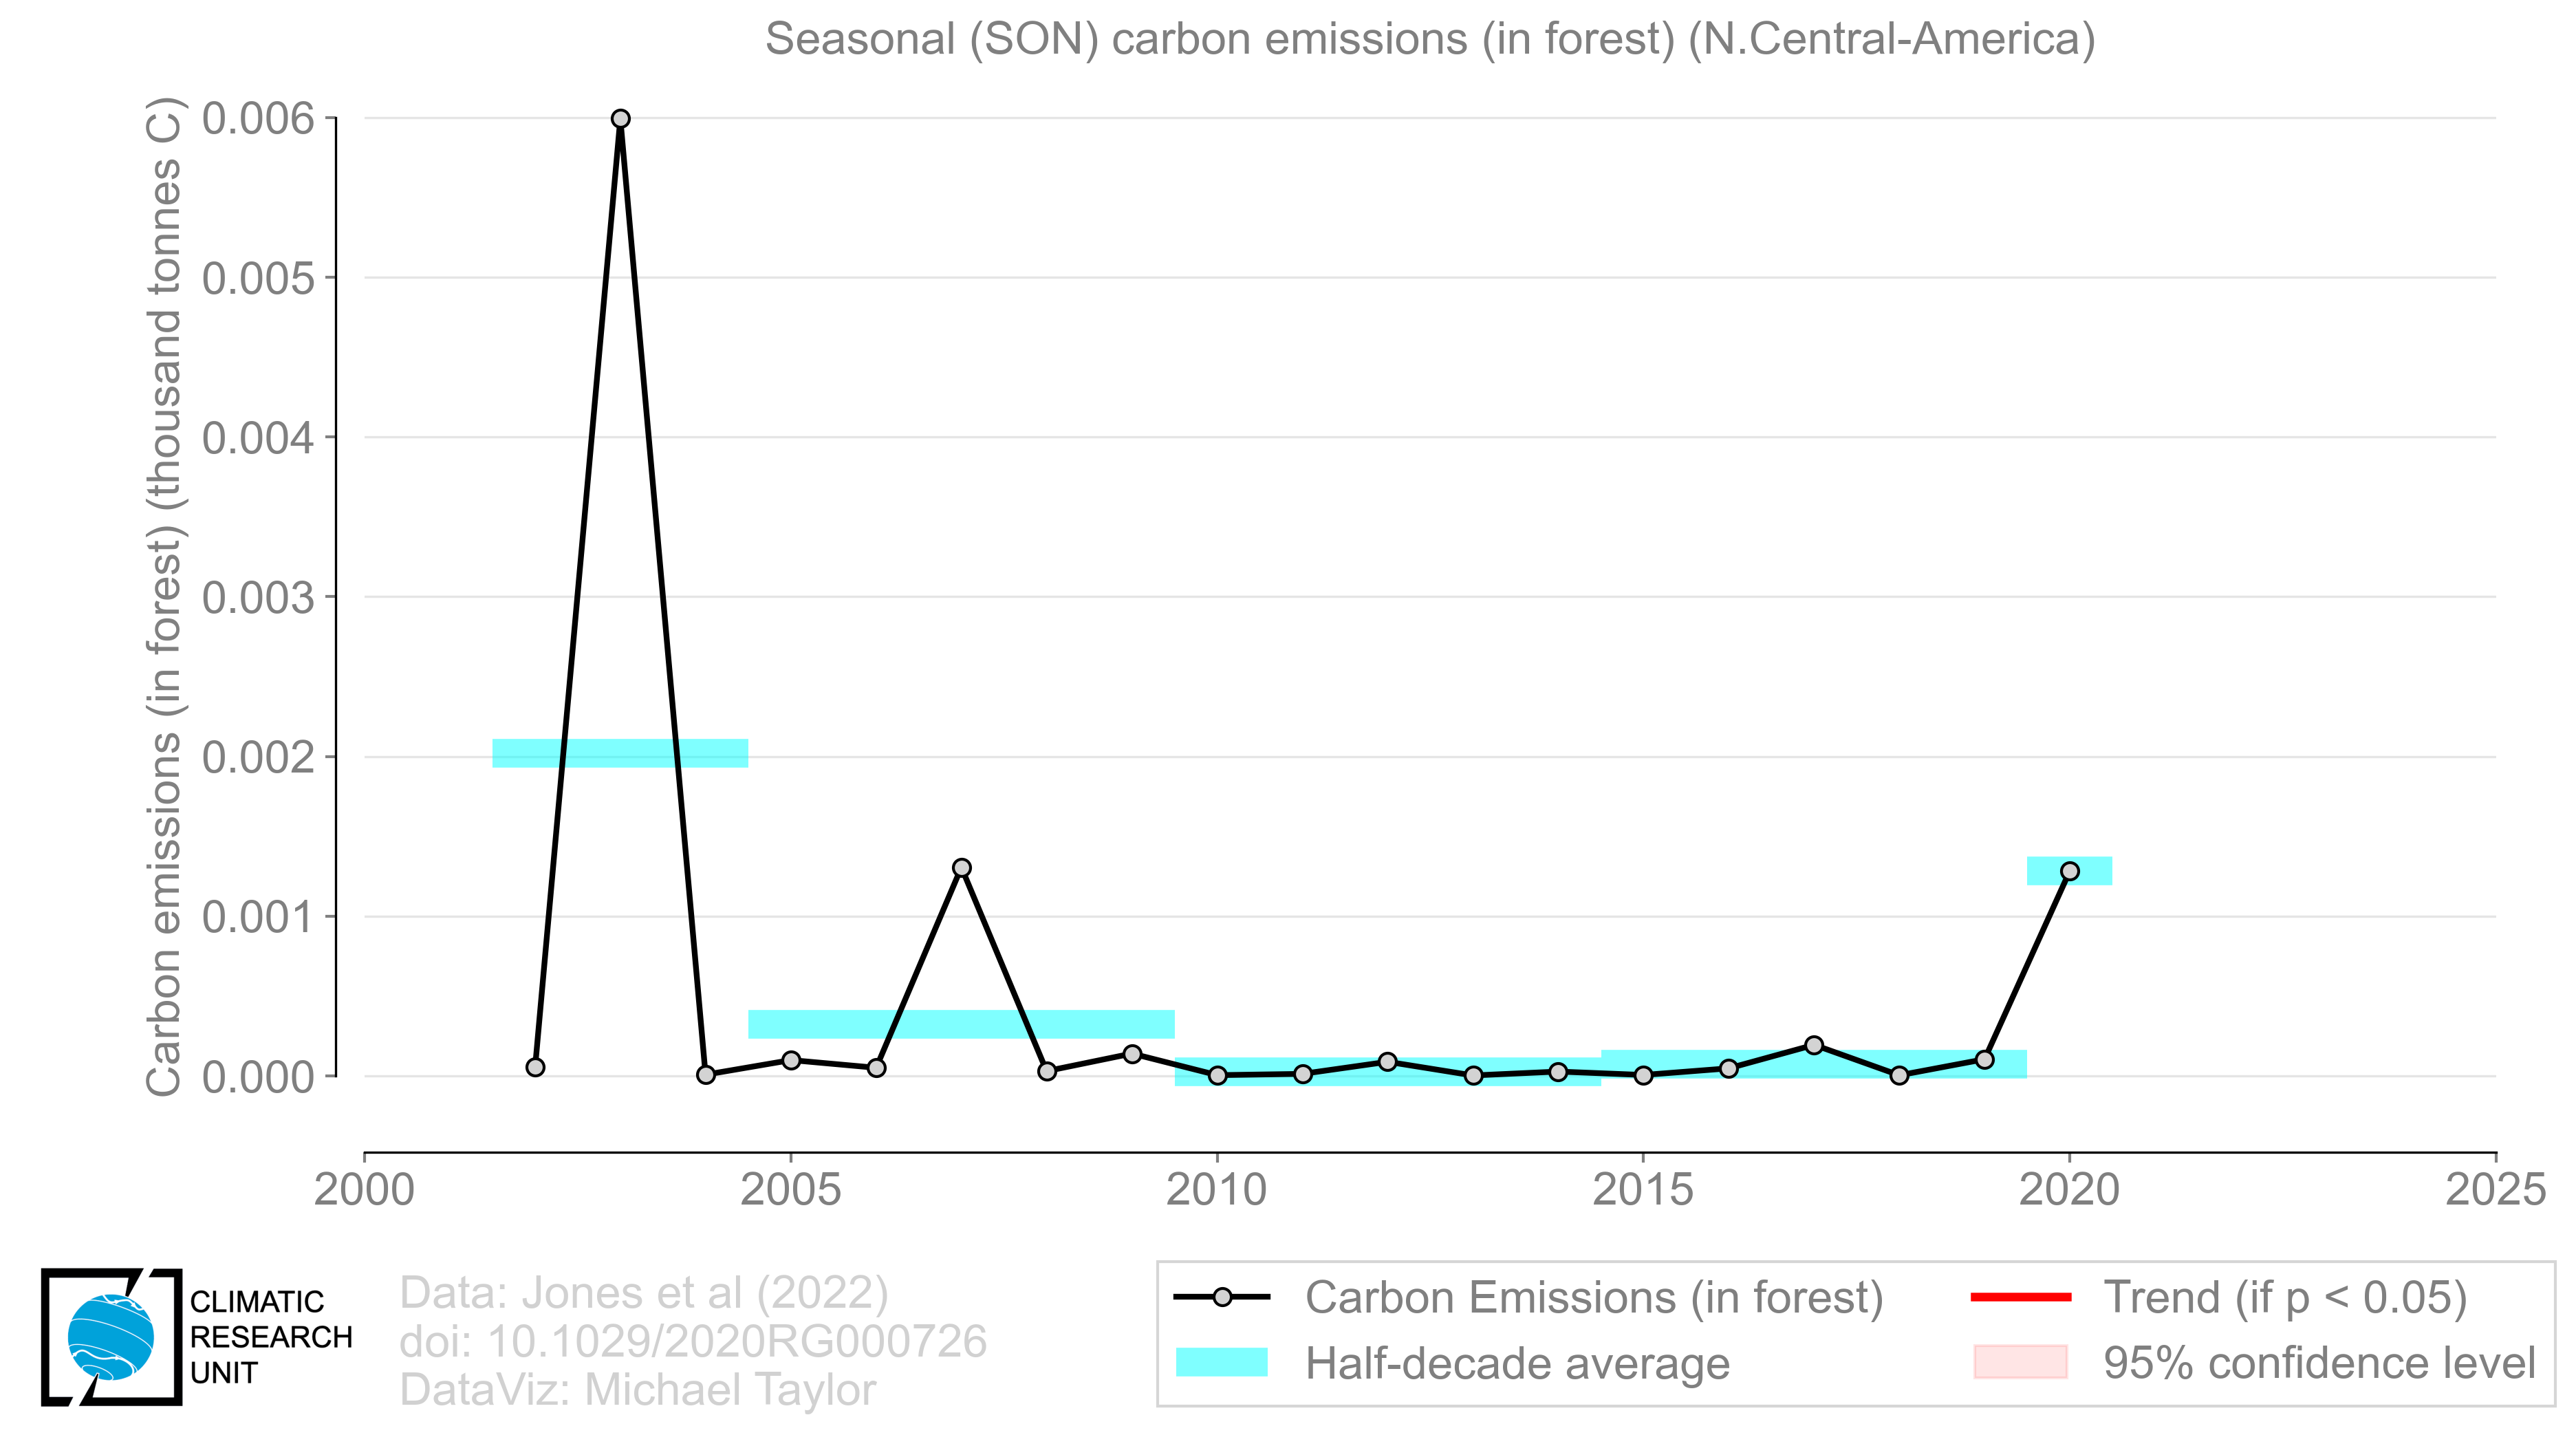 Seasonal (SON) carbon emissions (in forest) (N.Central-America)
Carbon emissions (in forest) (thousand tonnes C)
0.006
0.005
0.004
0.003
0.002
0.001
0.000
2000
2005
2010
2015
2020
2025
CLIMATIC
RESEARCH
UNIT
Data: Jones et al (2022)
doi: 10.1029/2020RG000726
DataViz: Michael Taylor
Carbon Emissions (in forest)
Half-decade average
Trend (if p < 0.05)
95% confidence level